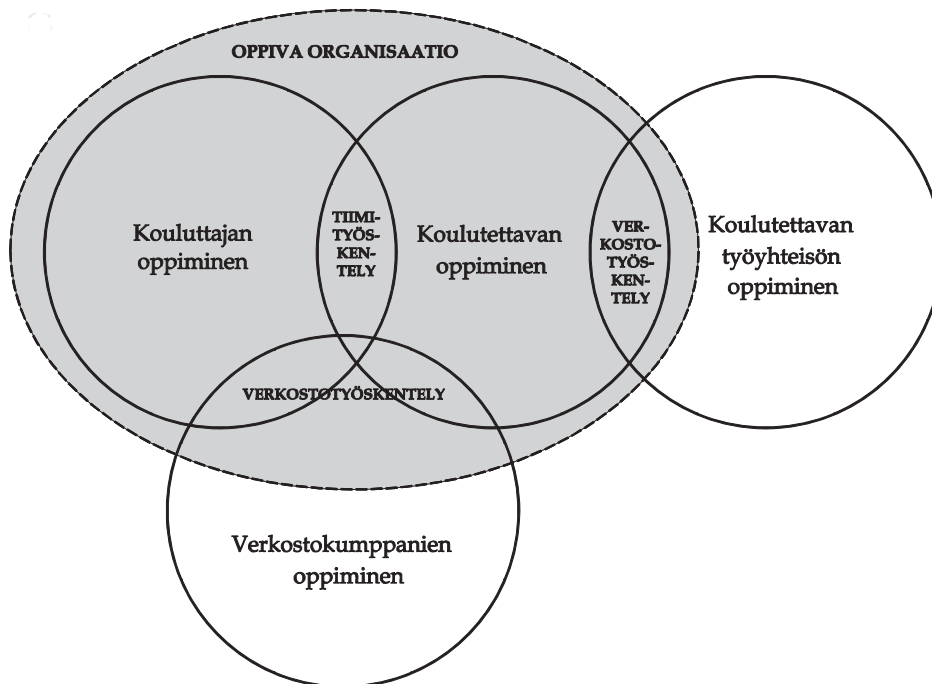 OPPIVA ORGANISAATIO
Kouluttajan
oppiminen
TIIMI-
TYÖS-
KEN-
TELY
Koulutettavan
oppiminen
VER-
KOSTO-
TYÖS-
KEN-
TELY
Koulutettavan
työyhteisön
oppiminen
VERKOSTOTYÖSKENTELY
Verkostokumppanien
oppiminen